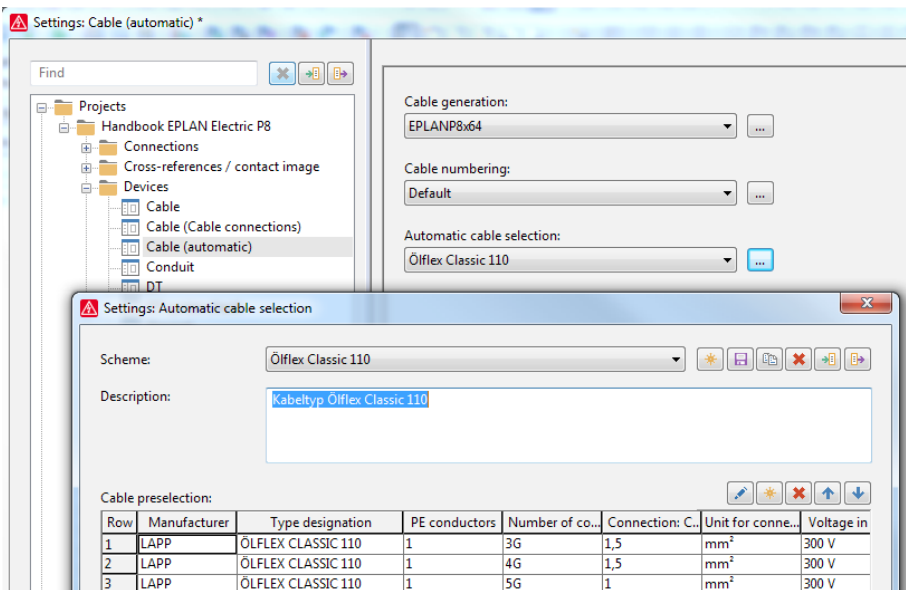 Settings: Cable (automatic) *
Find
Projects
Handbook EPLAN Electric P8
Connections
Cross-references / contact image
Devices
Cable
Cable (Cable connections)
Cable (automatic)
Conduit
DT
Cable generation:
EPLANP8x64
...
Cable numbering:
Default
...
Automatic cable selection:
Ölflex Classic 110
...
Settings: Automatic cable selection
Scheme:
Ölflex Classic 110
Description:
Kabeltyp Ölflex Classic 110
Cable preselection:
Row Manufacturer Type designation PE conductors Number of co... Connection: C... Unit for conne... Voltage in
1 LAPP ÖLFLEX CLASSIC 110 1 3G 1,5 mm² 300 V
2 LAPP ÖLFLEX CLASSIC 110 1 4G 1,5 mm² 300 V
3 LAPP ÖLFLEX CLASSIC 110 1 5G 1 mm² 300 V